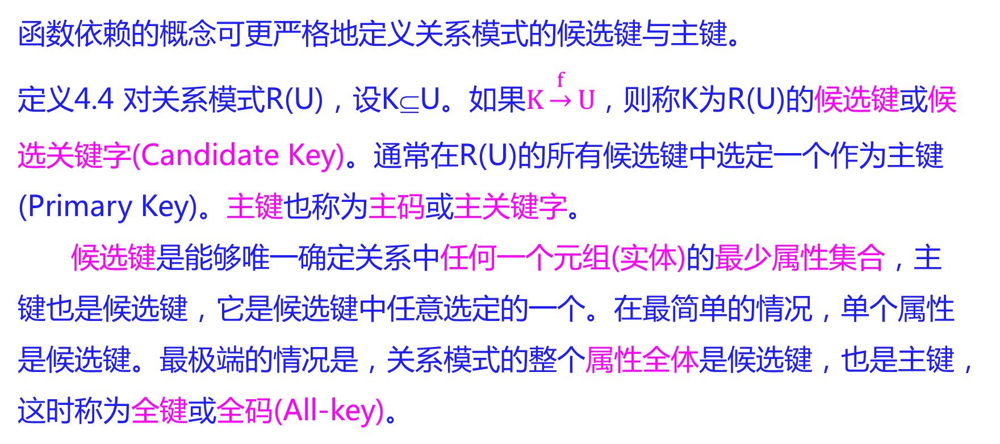 函数依赖的概念可更严格地定义关系模式的候选键与主键。
定义4.4 对关系模式R(U)，设K⊆U。如果K f→ U，则称K为R(U)的候选键或候
选关键字(Candidate Key)。通常在R(U)的所有候选键中选定一个作为主键
(Primary Key)。主键也称为主码或主关键字。
候选键是能够唯一确定关系中任何一个元组(实体)的最少属性集合，主
键也是候选键，它是候选键中任意选定的一个。在最简单的情况，单个属性
是候选键。最极端的情况是，关系模式的整个属性全体是候选键，也是主键，
这时称为全键或全码(All-key)。